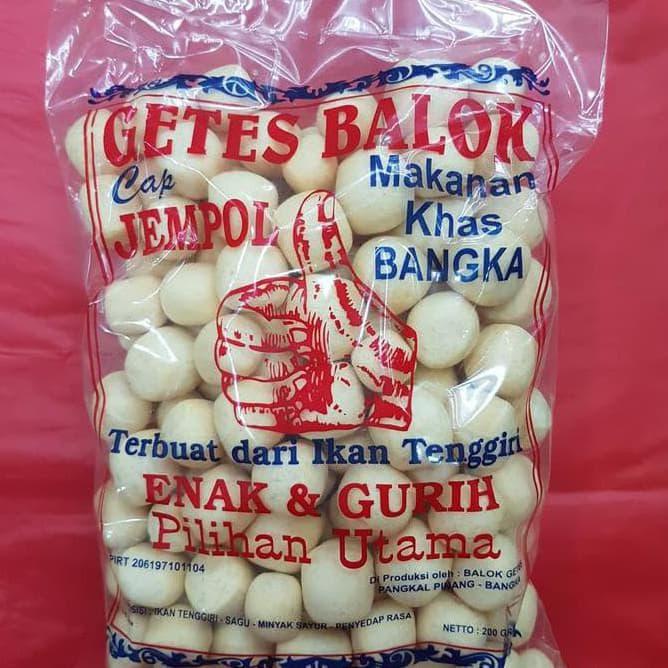 GETES BALOK
Cap
JEMPOL
Makanan
Khas
BANGKA
Terbuat dari Ikan Tenggiri
ENAK & GURIH
Pilihan Utama
PIRT 206197101104
Di Produksi oleh : BALOK
PANGKAL PINANG - BANGKA
: IKAN TENGGIRI - SAGU - MINYAK SAYUR - PENYEDAP RASA
NETTO : 200